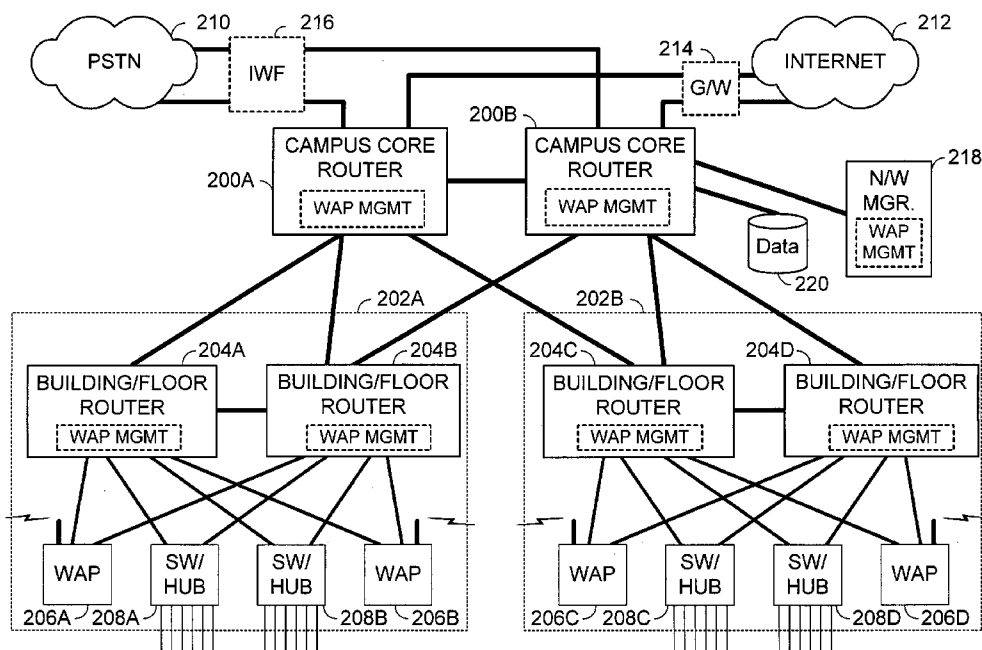 210
216
212
PSTN
IWF
214
INTERNET
G/W
200B
CAMPUS CORE
ROUTER
WAP MGMT
200A
CAMPUS CORE
ROUTER
WAP MGMT
218
N/W
MGR.
WAP
MGMT
Data
220
202A
202B
204A
204B
204C
204D
BUILDING/FLOOR
ROUTER
WAP MGMT
BUILDING/FLOOR
ROUTER
WAP MGMT
BUILDING/FLOOR
ROUTER
WAP MGMT
BUILDING/FLOOR
ROUTER
WAP MGMT
WAP
SW/
HUB
SW/
HUB
WAP
WAP
SW/
HUB
SW/
HUB
WAP
206A
208A
208B
206B
206C
208C
208D
206D